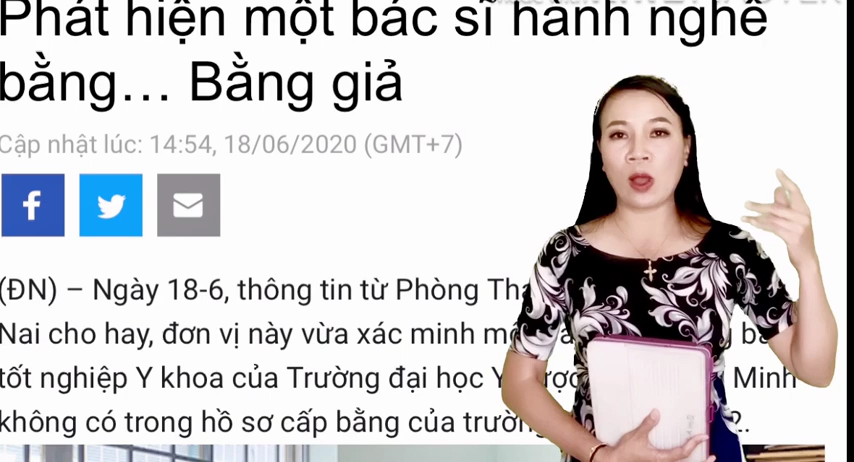 Phát hiện một bác sĩ hành nghề
bằng… Bằng giả
Cập nhật lúc: 14:54, 18/06/2020 (GMT+7)
f
(ĐN) – Ngày 18-6, thông tin từ Phòng
Nai cho hay, đơn vị này vừa xác minh
tốt nghiệp Y khoa của Trường đại học Y Minh
không có trong hồ sơ cấp bằng của trường